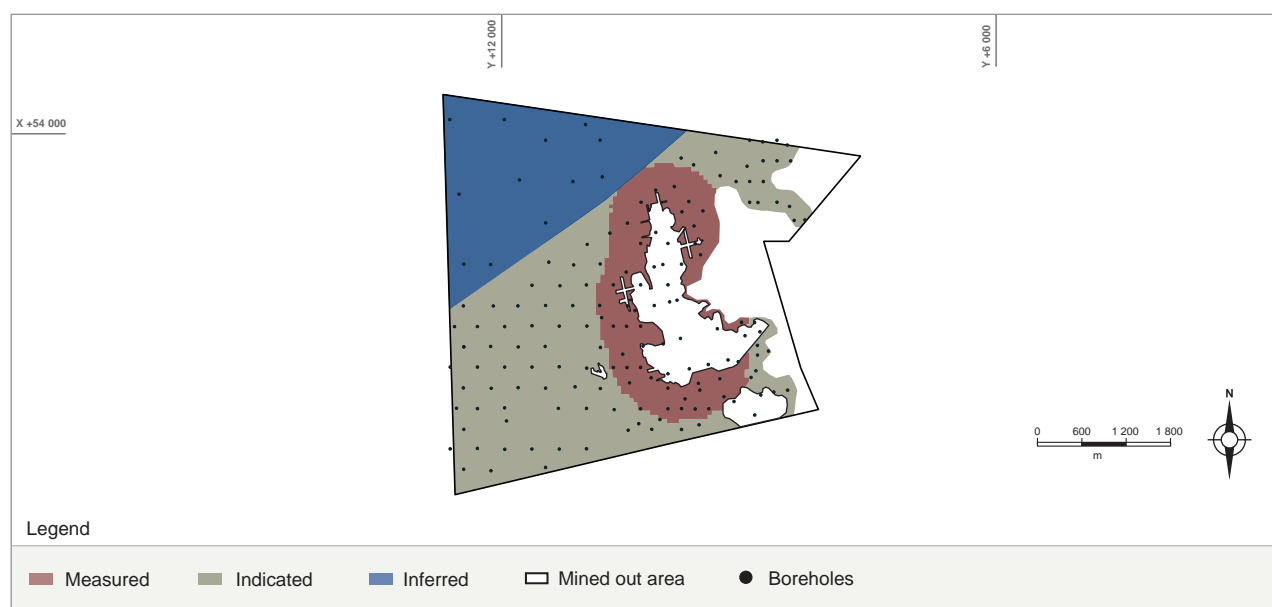 Y +12 000
Y +6 000
X +54 000
N
0 600 1 200 1 800
m
Legend
Measured Indicated Inferred Mined out area Boreholes